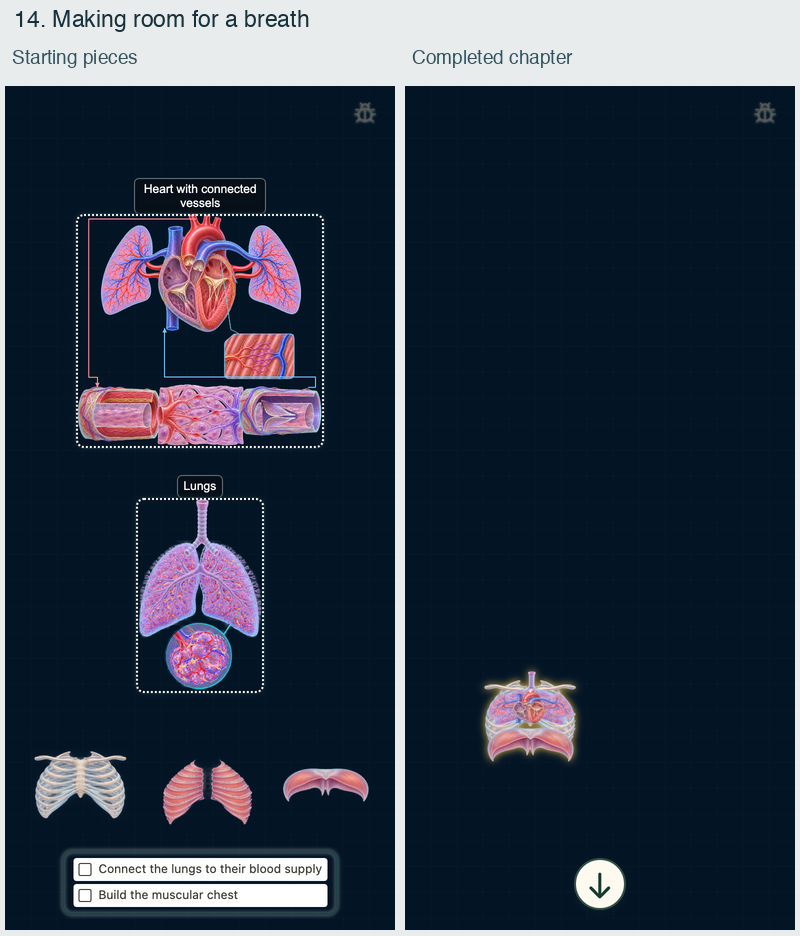 14. Making room for a breath
Starting pieces
Completed chapter
Heart with connected
vessels
Lungs
Connect the lungs to their blood supply
Build the muscular chest